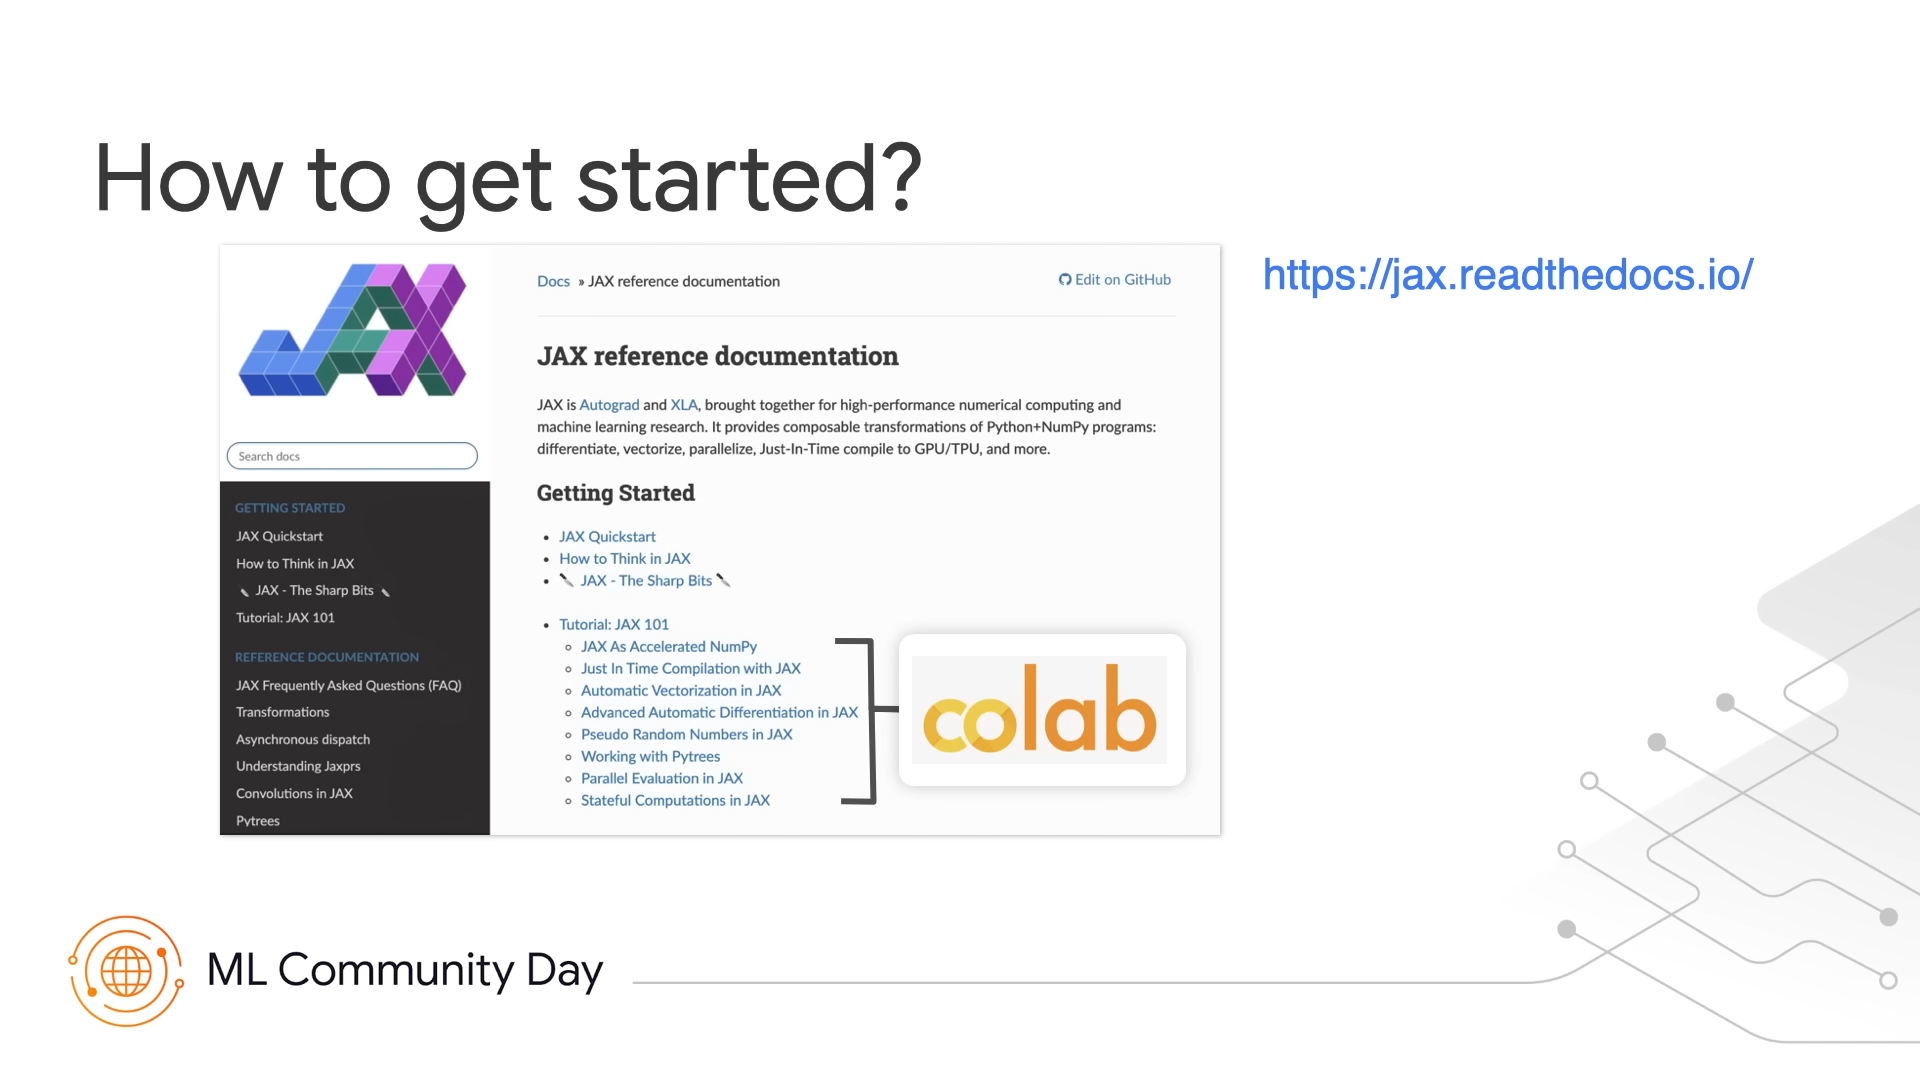 How to get started?
https://jax.readthedocs.io/
JAX
Search docs
GETTING STARTED
JAX Quickstart
How to Think in JAX
🔪 JAX - The Sharp Bits 🔪
Tutorial: JAX 101
REFERENCE DOCUMENTATION
JAX Frequently Asked Questions (FAQ)
Transformations
Asynchronous dispatch
Understanding Jaxprs
Convolutions in JAX
Pytrees
Docs » JAX reference documentation
Edit on GitHub
JAX reference documentation
JAX is Autograd and XLA, brought together for high-performance numerical computing and
machine learning research. It provides composable transformations of Python+NumPy programs:
differentiate, vectorize, parallelize, Just-In-Time compile to GPU/TPU, and more.
Getting Started
• JAX Quickstart
• How to Think in JAX
• 🔪 JAX - The Sharp Bits 🔪
• Tutorial: JAX 101
◦ JAX As Accelerated NumPy
◦ Just In Time Compilation with JAX
◦ Automatic Vectorization in JAX
◦ Advanced Automatic Differentiation in JAX
◦ Pseudo Random Numbers in JAX
◦ Working with Pytrees
◦ Parallel Evaluation in JAX
◦ Stateful Computations in JAX
colab
ML Community Day